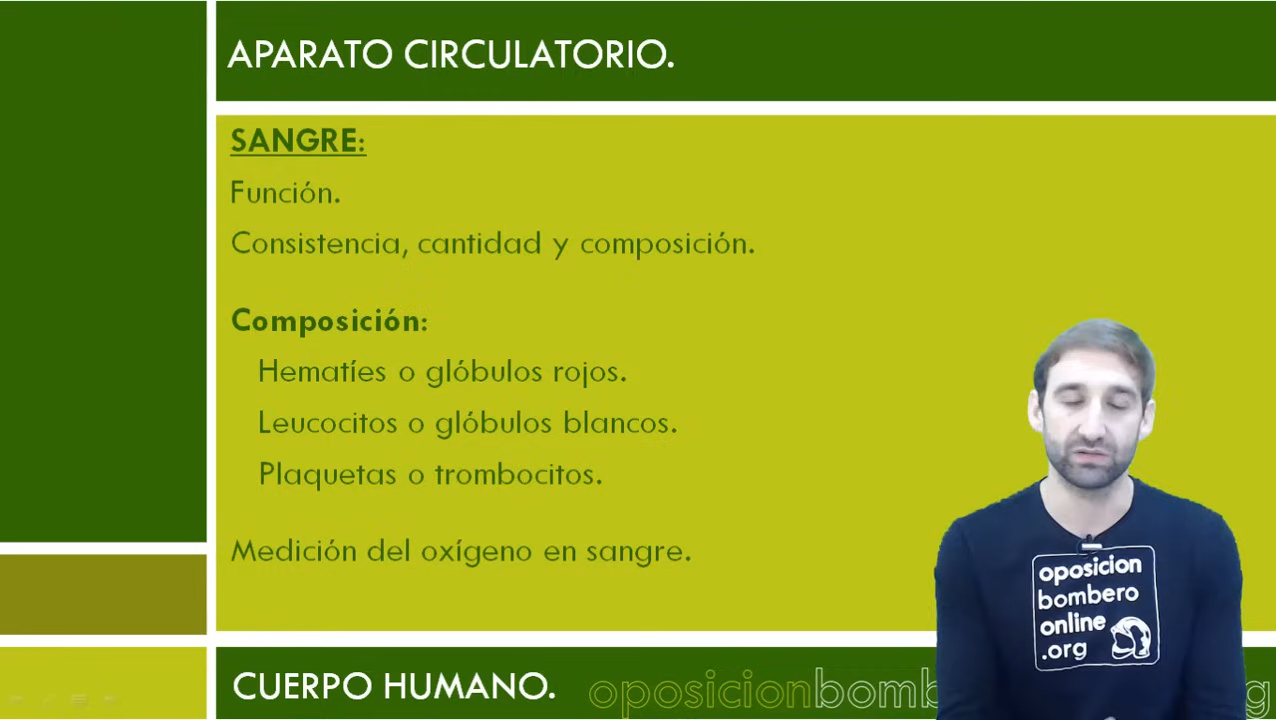 APARATO CIRCULATORIO.
SANGRE:
Función.
Consistencia, cantidad y composición.
Composición:
Hematíes o glóbulos rojos.
Leucocitos o glóbulos blancos.
Plaquetas o trombocitos.
Medición del oxígeno en sangre.
oposicion
bombero
online
.org
CUERPO HUMANO.
oposicionbomb